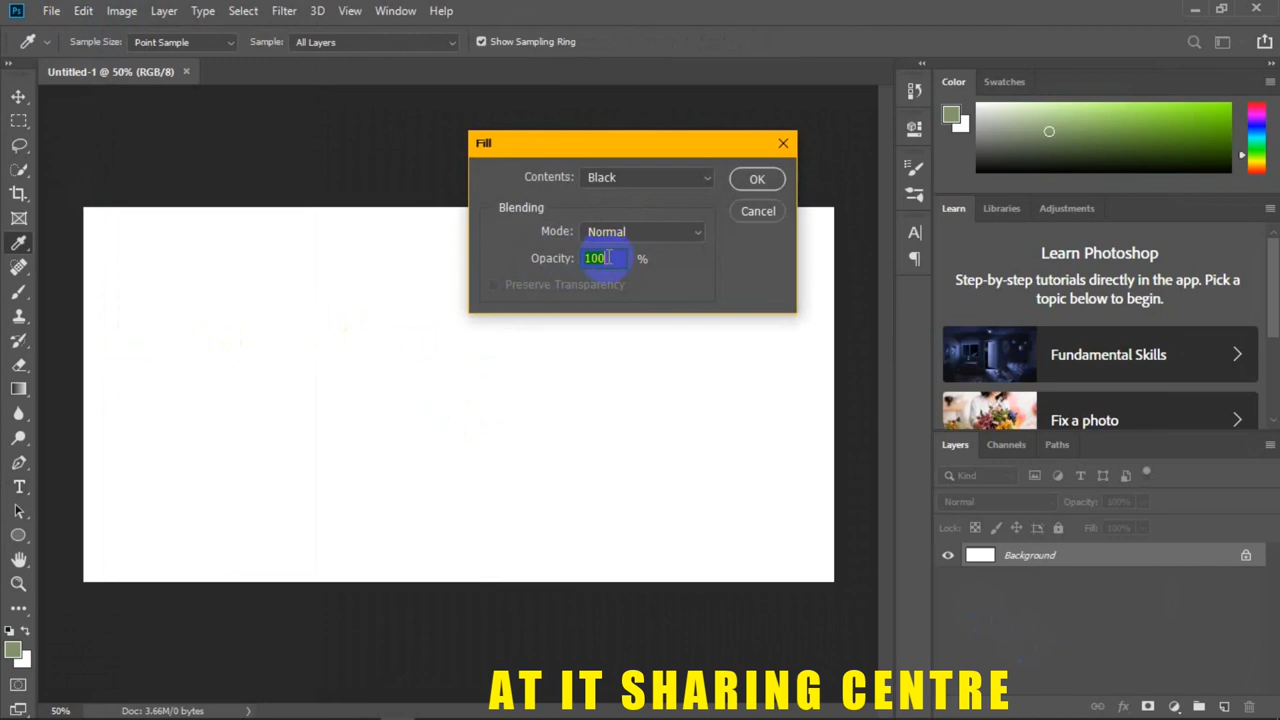 Ps File Edit Image Layer Type Select Filter 3D View Window Help
Sample Size: Point Sample Sample: All Layers Show Sampling Ring
Untitled-1 @ 50% (RGB/8)
Color Swatches
Fill
Contents: Black OK
Blending Cancel
Mode: Normal
Opacity: 100 %
Preserve Transparency
Learn Libraries Adjustments
Learn Photoshop
Step-by-step tutorials directly in the app. Pick a
topic below to begin.
Fundamental Skills
Fix a photo
Layers Channels Paths
Kind
Normal Opacity: 100%
Lock: Fill: 100%
Background
AT IT SHARING CENTRE
50% Doc: 3.66M/0 bytes